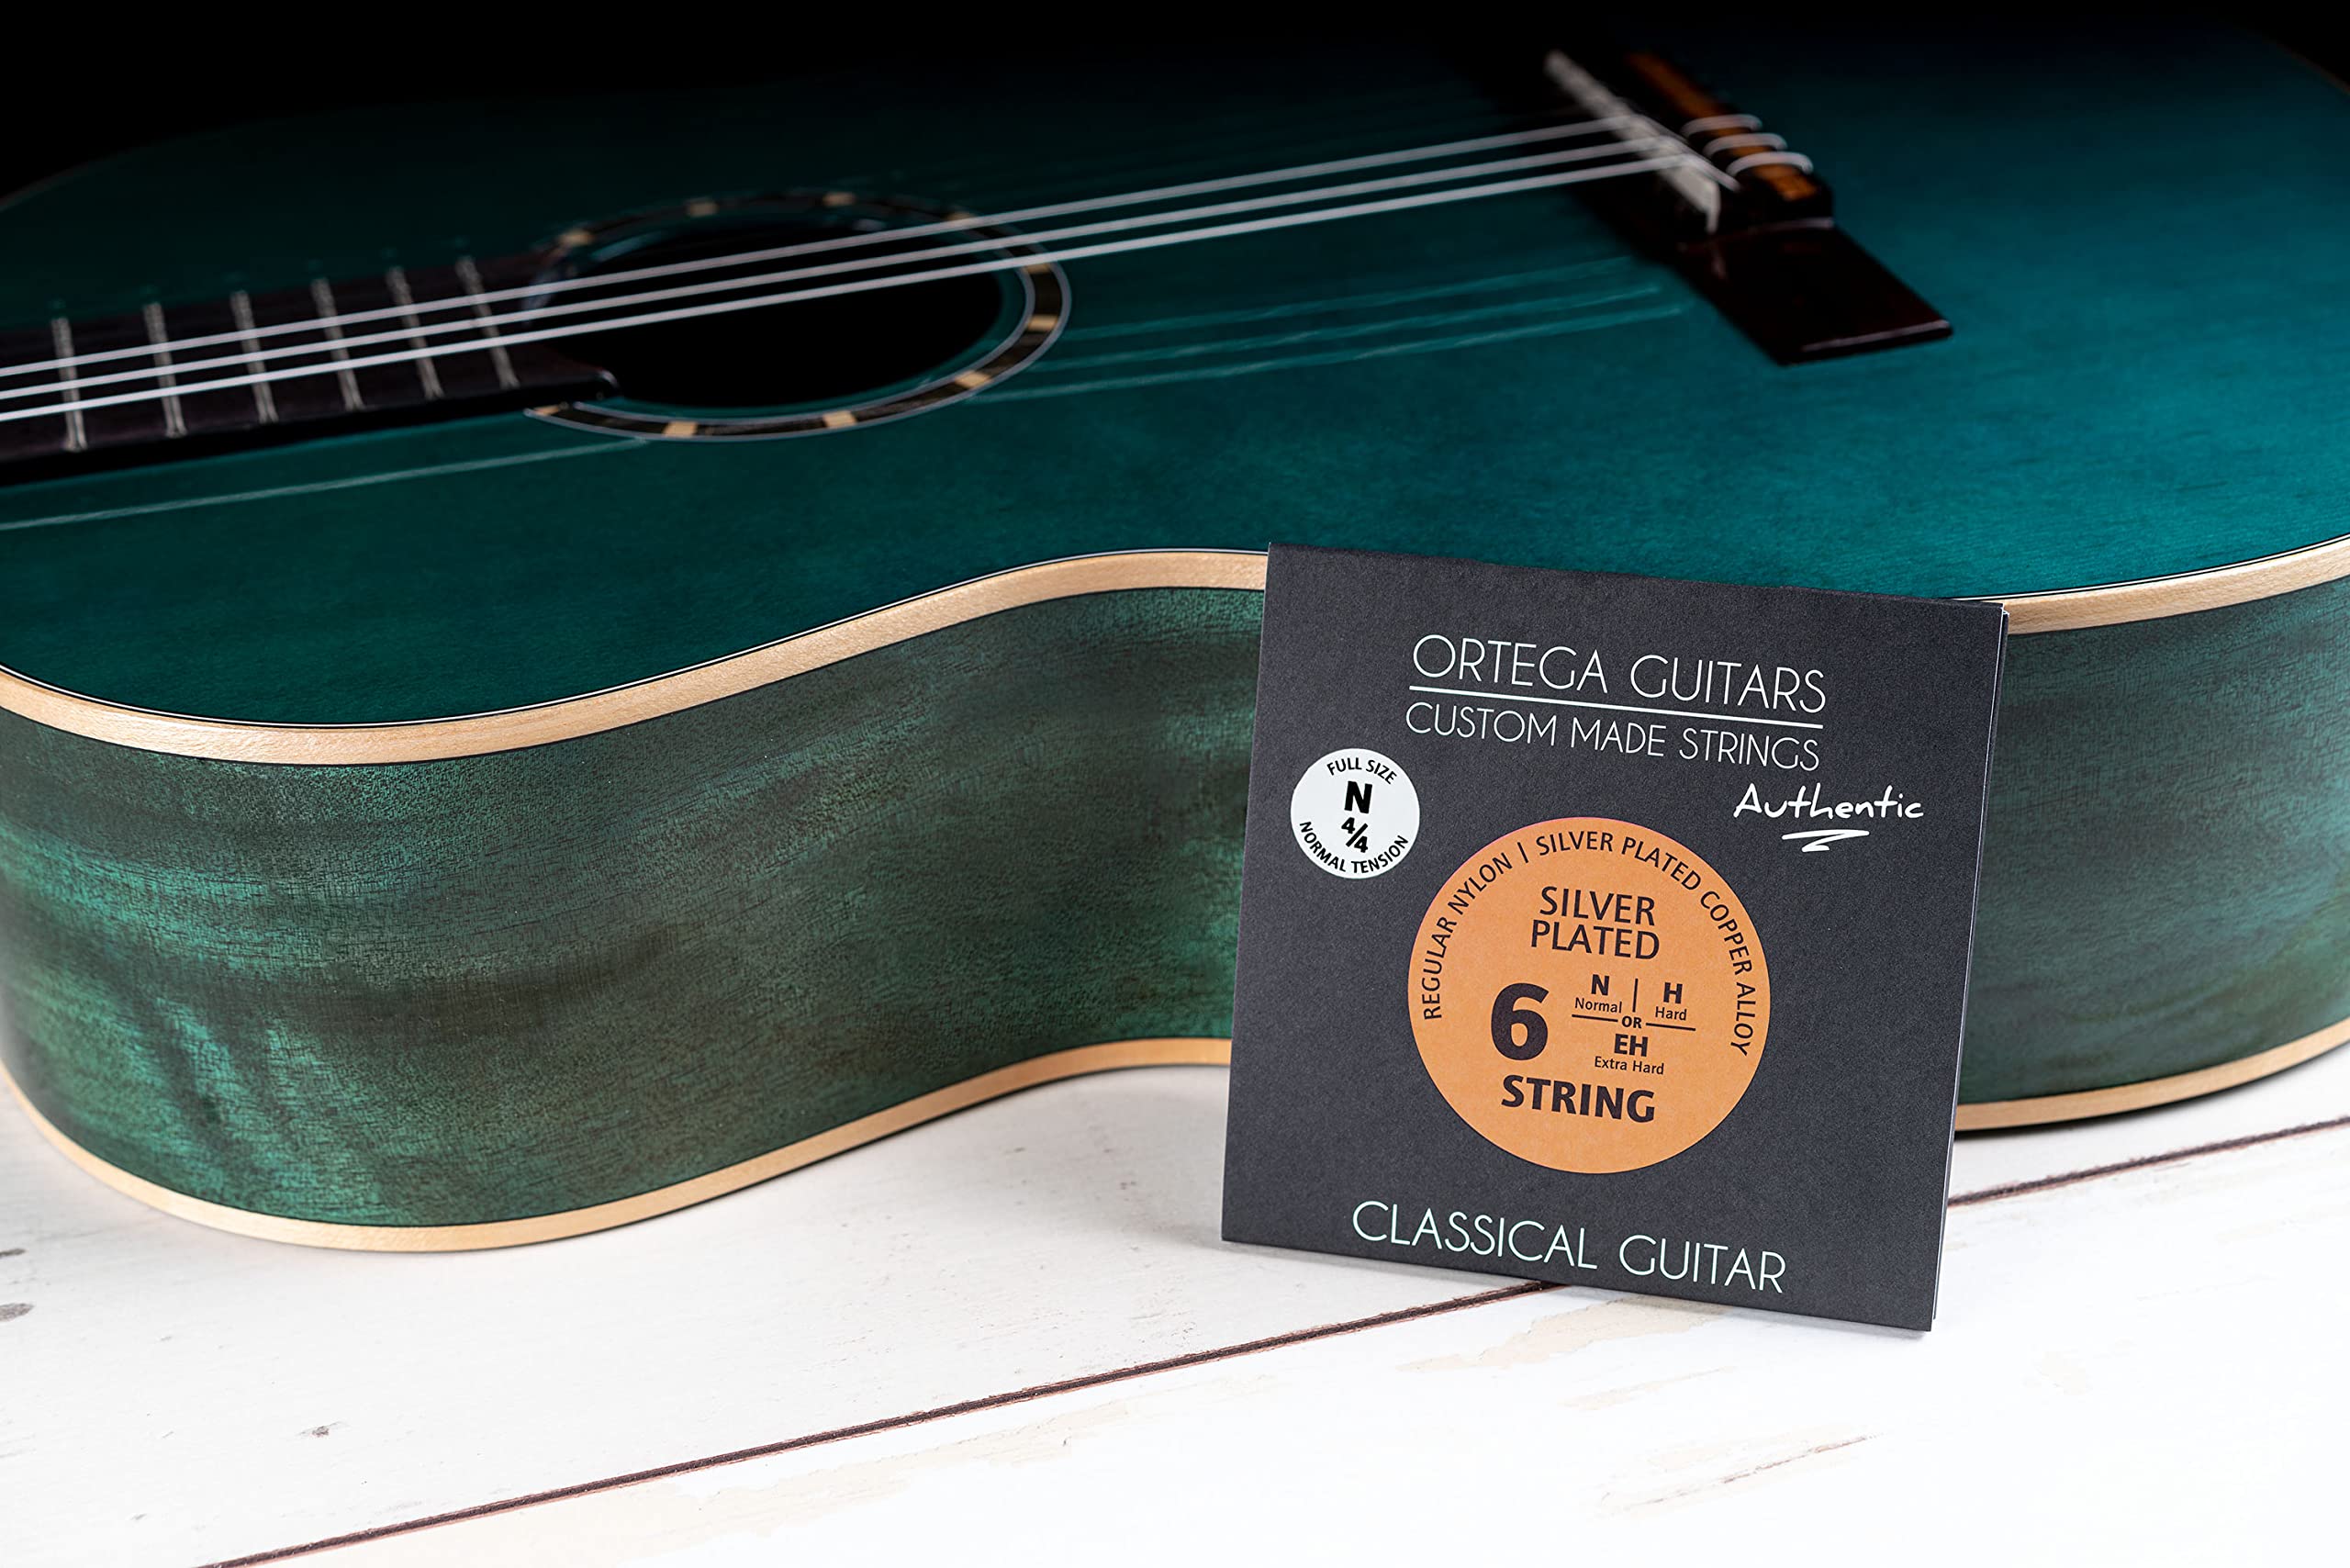 ORTEGA GUITARS
CUSTOM MADE STRINGS
Authentic
FULL SIZE
N
4/4
NORMAL TENSION
REGULAR NYLON | SILVER PLATED COPPER ALLOY
SILVER
PLATED
6
N | H
Normal Hard
OR
EH
Extra Hard
STRING
CLASSICAL GUITAR